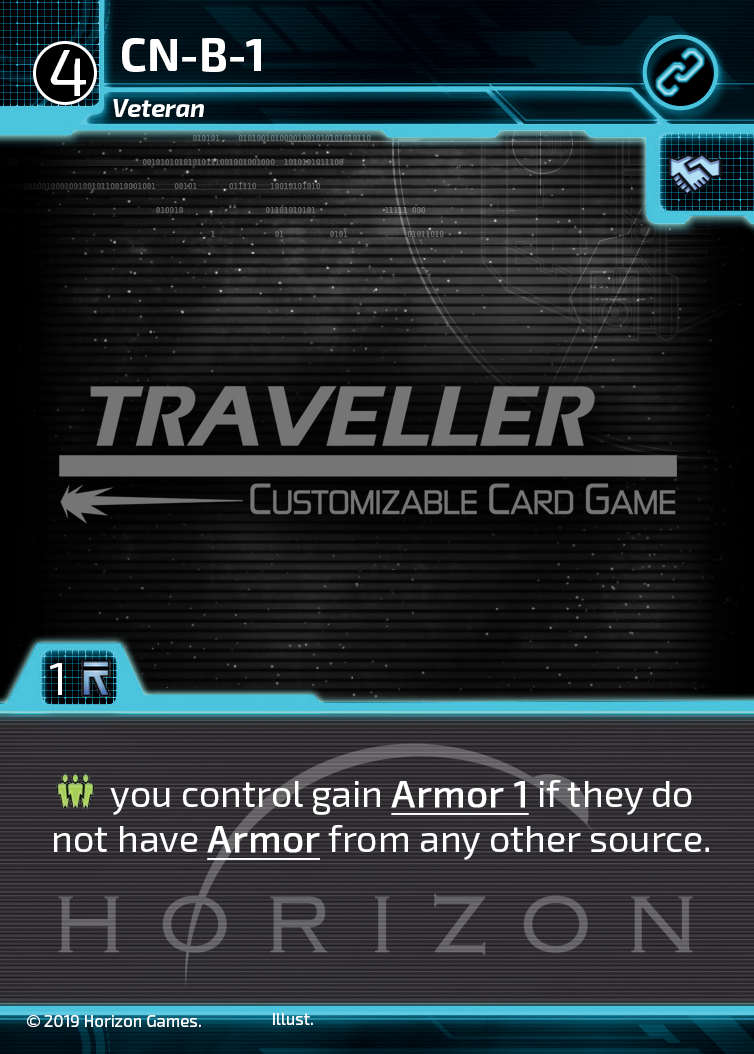 4
CN-B-1
Veteran
TRAVELLER
CUSTOMIZABLE CARD GAME
1
you control gain Armor 1 if they do
not have Armor from any other source.
HORIZON
© 2019 Horizon Games.
Illust.